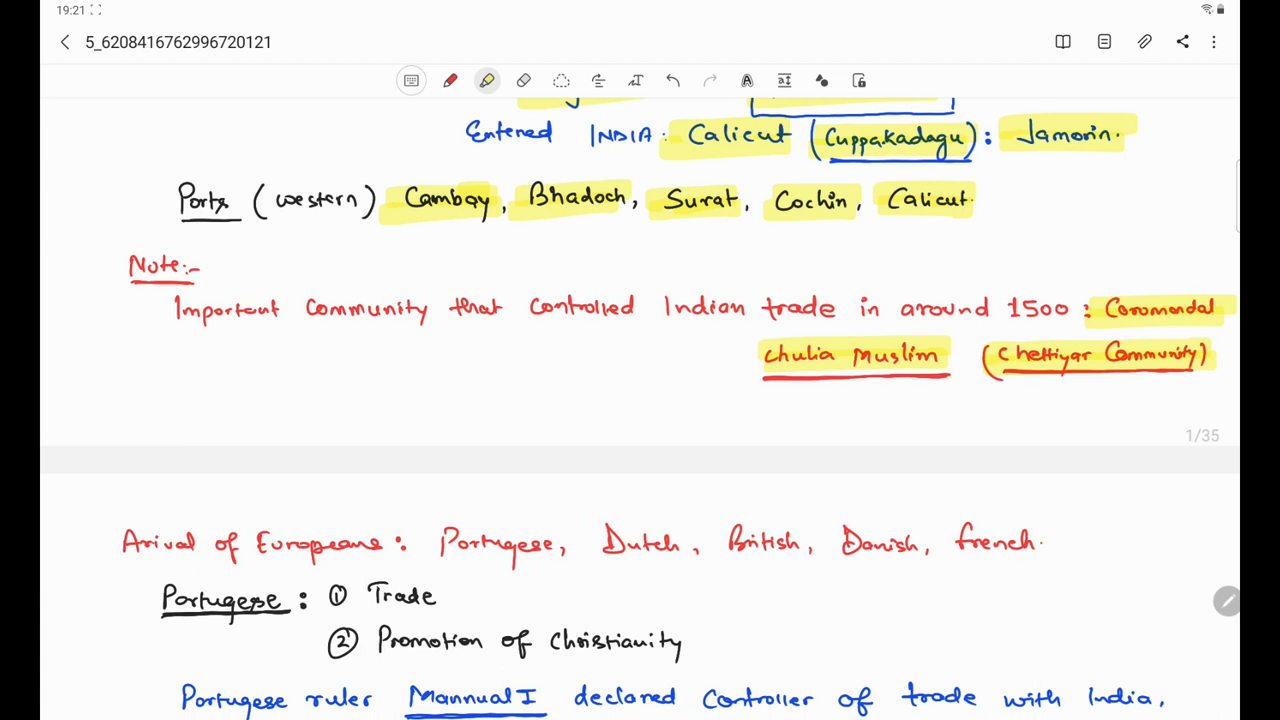 19:21
5_6208416762996720121
Entered INDIA: Calicut (Cuppakadagu): Jamorin.
Ports (western) Cambay, Bhadoch, Surat, Cochin, Calicut.
Note:-
Important Community that controlled Indian trade in around 1500: Coromandal
Chulia Muslim (Chettiyar Community)
1/35
Arival of Europeans: Portugese, Dutch, British, Danish, french.
Portugese: ① Trade
② Promotion of Christianity
Portugese ruler Mannual I declared Controller of trade with India,